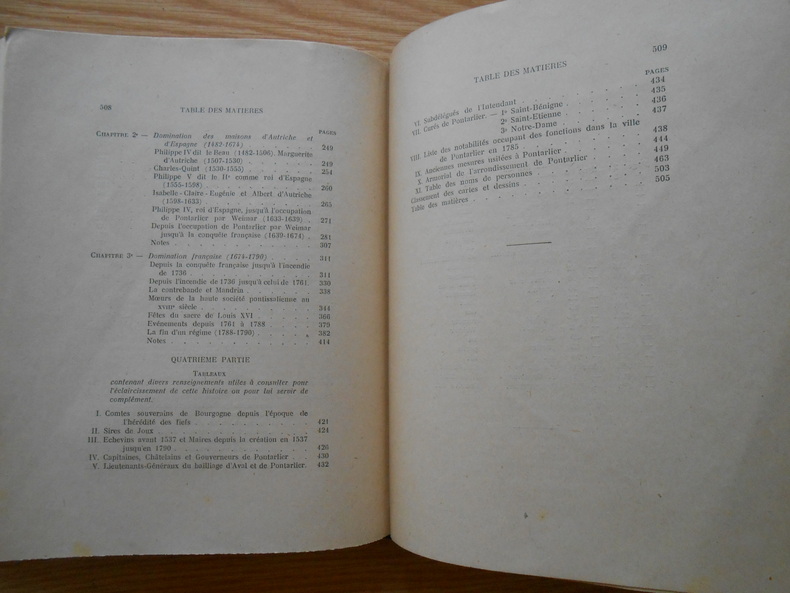 508
TABLE DES MATIERES
PAGES
CHAPITRE 2e — Domination des maisons d'Autriche et
d'Espagne (1482-1674) 249
Philippe IV dit le Beau (1482-1506) Marguerite
d'Autriche (1507-1530) 249
Charles-Quint (1530-1555) 254
Philippe V dit le IIe comme roi d'Espagne
(1555-1598) 260
Isabelle-Claire-Eugénie et Albert d'Autriche
(1598-1633) 265
Philippe IV, roi d'Espagne, jusqu'à l'occupation
de Pontarlier par Weimar (1633-1639) 271
Depuis l'occupation de Pontarlier par Weimar
jusqu'à la conquête française (1639-1674) 281
Notes 307
CHAPITRE 3e — Domination française (1674-1790) 311
Depuis la conquête française jusqu'à l'incendie
de 1736 311
Depuis l'incendie de 1736 jusqu'à celui de 1761 330
La contrebande et Mandrin 338
Mœurs de la haute société pontissalienne au
XVIIIe siècle 344
Fêtes du sacre de Louis XVI 366
Evénements depuis 1761 à 1788 379
La fin d'un régime (1788-1790) 382
Notes 414
QUATRIÈME PARTIE
TABLEAUX
contenant divers renseignements utiles à consulter pour
l'éclaircissement de cette histoire ou pour lui servir de
complément.
I. Comtes souverains de Bourgogne depuis l'époque de
l'hérédité des fiefs 421
II. Sires de Joux 424
III. Echevins avant 1537 et Maires depuis la création en 1537
jusqu'en 1790 426
IV. Capitaines, Châtelains et Gouverneurs de Pontarlier 430
V. Lieutenants-Généraux du bailliage d'Aval et de Pontarlier. 432
TABLE DES MATIERES
509
PAGES
VI. Subdélégués de l'Intendant 434
VII. Curés de Pontarlier. — 1e Saint-Bénigne 435
2e Saint-Etienne 436
3e Notre-Dame 437
VIII. Liste des notabilités occupant des fonctions dans la ville
de Pontarlier en 1785 438
IX. Anciennes mesures usitées à Pontarlier 444
X. Armorial de l'arrondissement de Pontarlier 449
XI. Table des noms de personnes 463
Classement des cartes et dessins 503
Table des matières 505